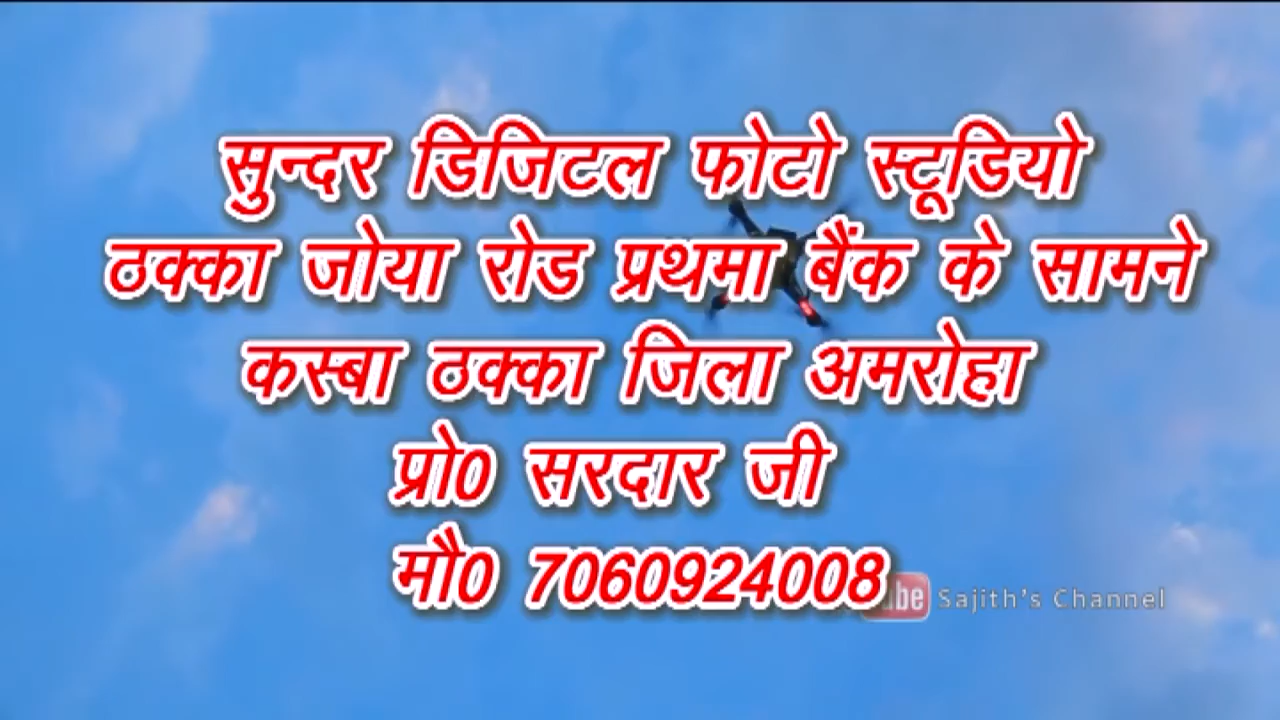 सुन्दर डिजिटल फोटो स्टूडियो
ठक्का जोया रोड प्रथमा बैंक के सामने
कस्बा ठक्का जिला अमरोहा
प्रो0 सरदार जी
मौ0 7060924008
Sajith's Channel